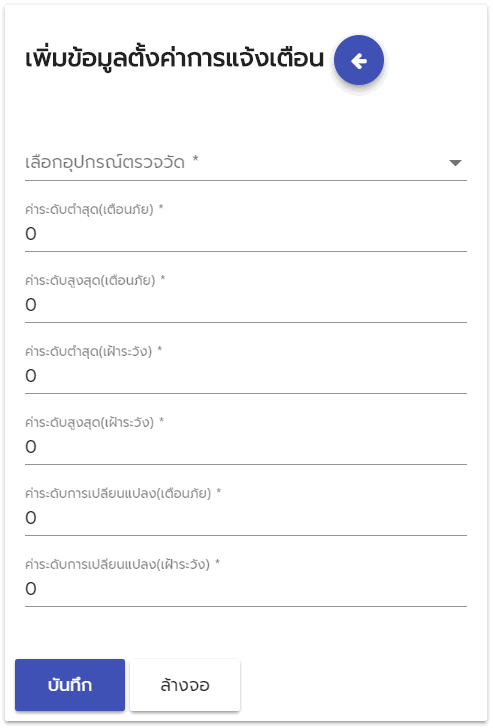 เพิ่มข้อมูลตั้งค่าการแจ้งเตือน
เลือกอุปกรณ์ตรวจวัด *
ค่าระดับต่ำสุด(เตือนภัย) *
0
ค่าระดับสูงสุด(เตือนภัย) *
0
ค่าระดับต่ำสุด(เฝ้าระวัง) *
0
ค่าระดับสูงสุด(เฝ้าระวัง) *
0
ค่าระดับการเปลี่ยนแปลง(เตือนภัย) *
0
ค่าระดับการเปลี่ยนแปลง(เฝ้าระวัง) *
0
บันทึก ล้างจอ